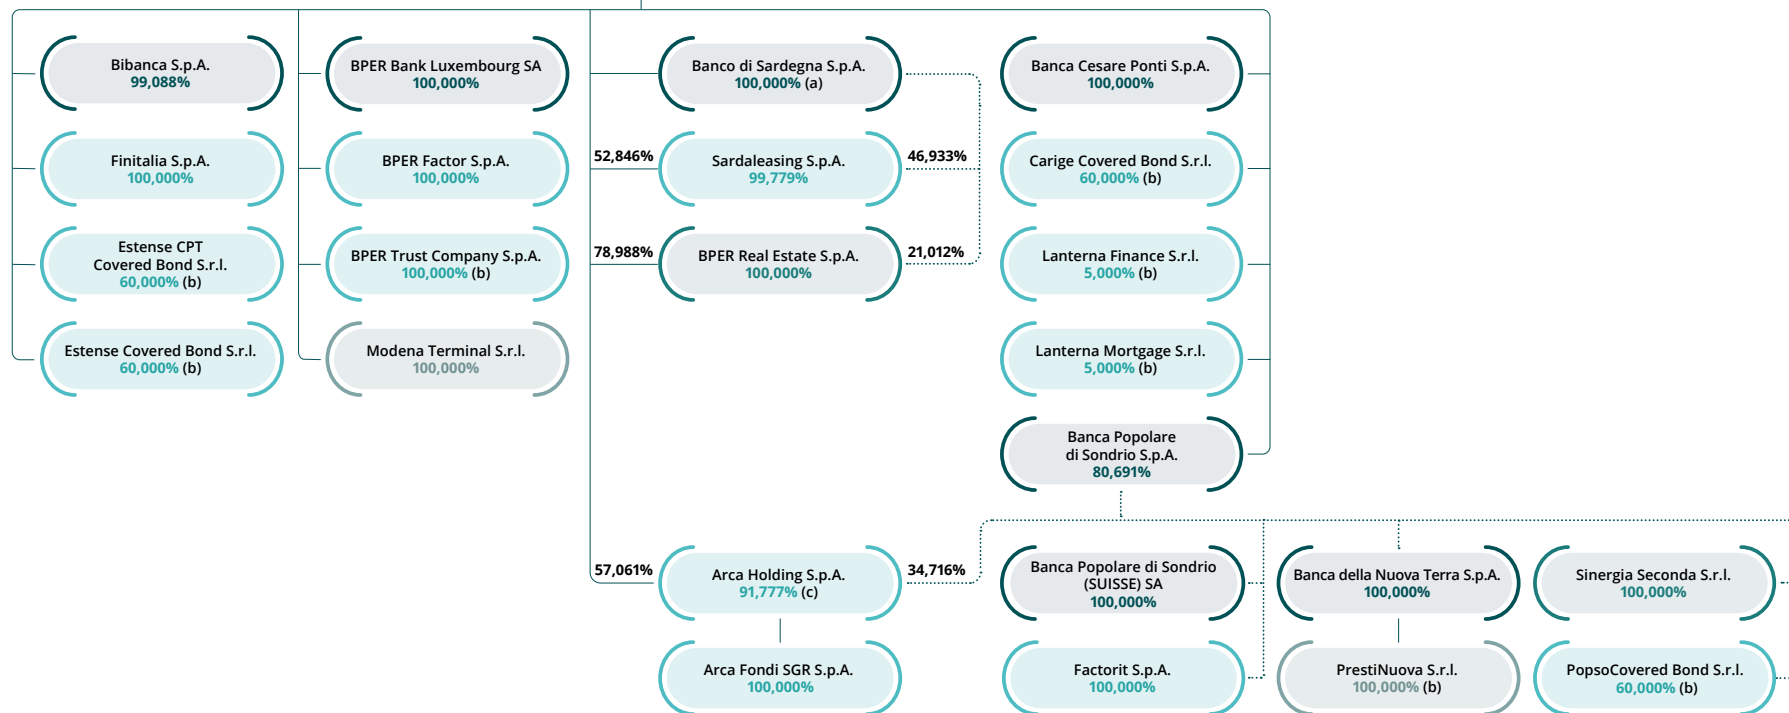 Bibanca S.p.A.
99,088%
BPER Bank Luxembourg SA
100,000%
Banco di Sardegna S.p.A.
100,000% (a)
Banca Cesare Ponti S.p.A.
100,000%
Finitalia S.p.A.
100,000%
BPER Factor S.p.A.
100,000%
52,846%
Sardaleasing S.p.A.
99,779%
46,933%
Carige Covered Bond S.r.l.
60,000% (b)
Estense CPT
Covered Bond S.r.l.
60,000% (b)
BPER Trust Company S.p.A.
100,000% (b)
78,988%
BPER Real Estate S.p.A.
100,000%
21,012%
Lanterna Finance S.r.l.
5,000% (b)
Estense Covered Bond S.r.l.
60,000% (b)
Modena Terminal S.r.l.
100,000%
Lanterna Mortgage S.r.l.
5,000% (b)
Banca Popolare
di Sondrio S.p.A.
80,691%
57,061%
Arca Holding S.p.A.
91,777% (c)
34,716%
Banca Popolare di Sondrio
(SUISSE) SA
100,000%
Banca della Nuova Terra S.p.A.
100,000%
Sinergia Seconda S.r.l.
100,000%
Arca Fondi SGR S.p.A.
100,000%
Factorit S.p.A.
100,000%
PrestiNuova S.r.l.
100,000% (b)
PopsoCovered Bond S.r.l.
60,000% (b)